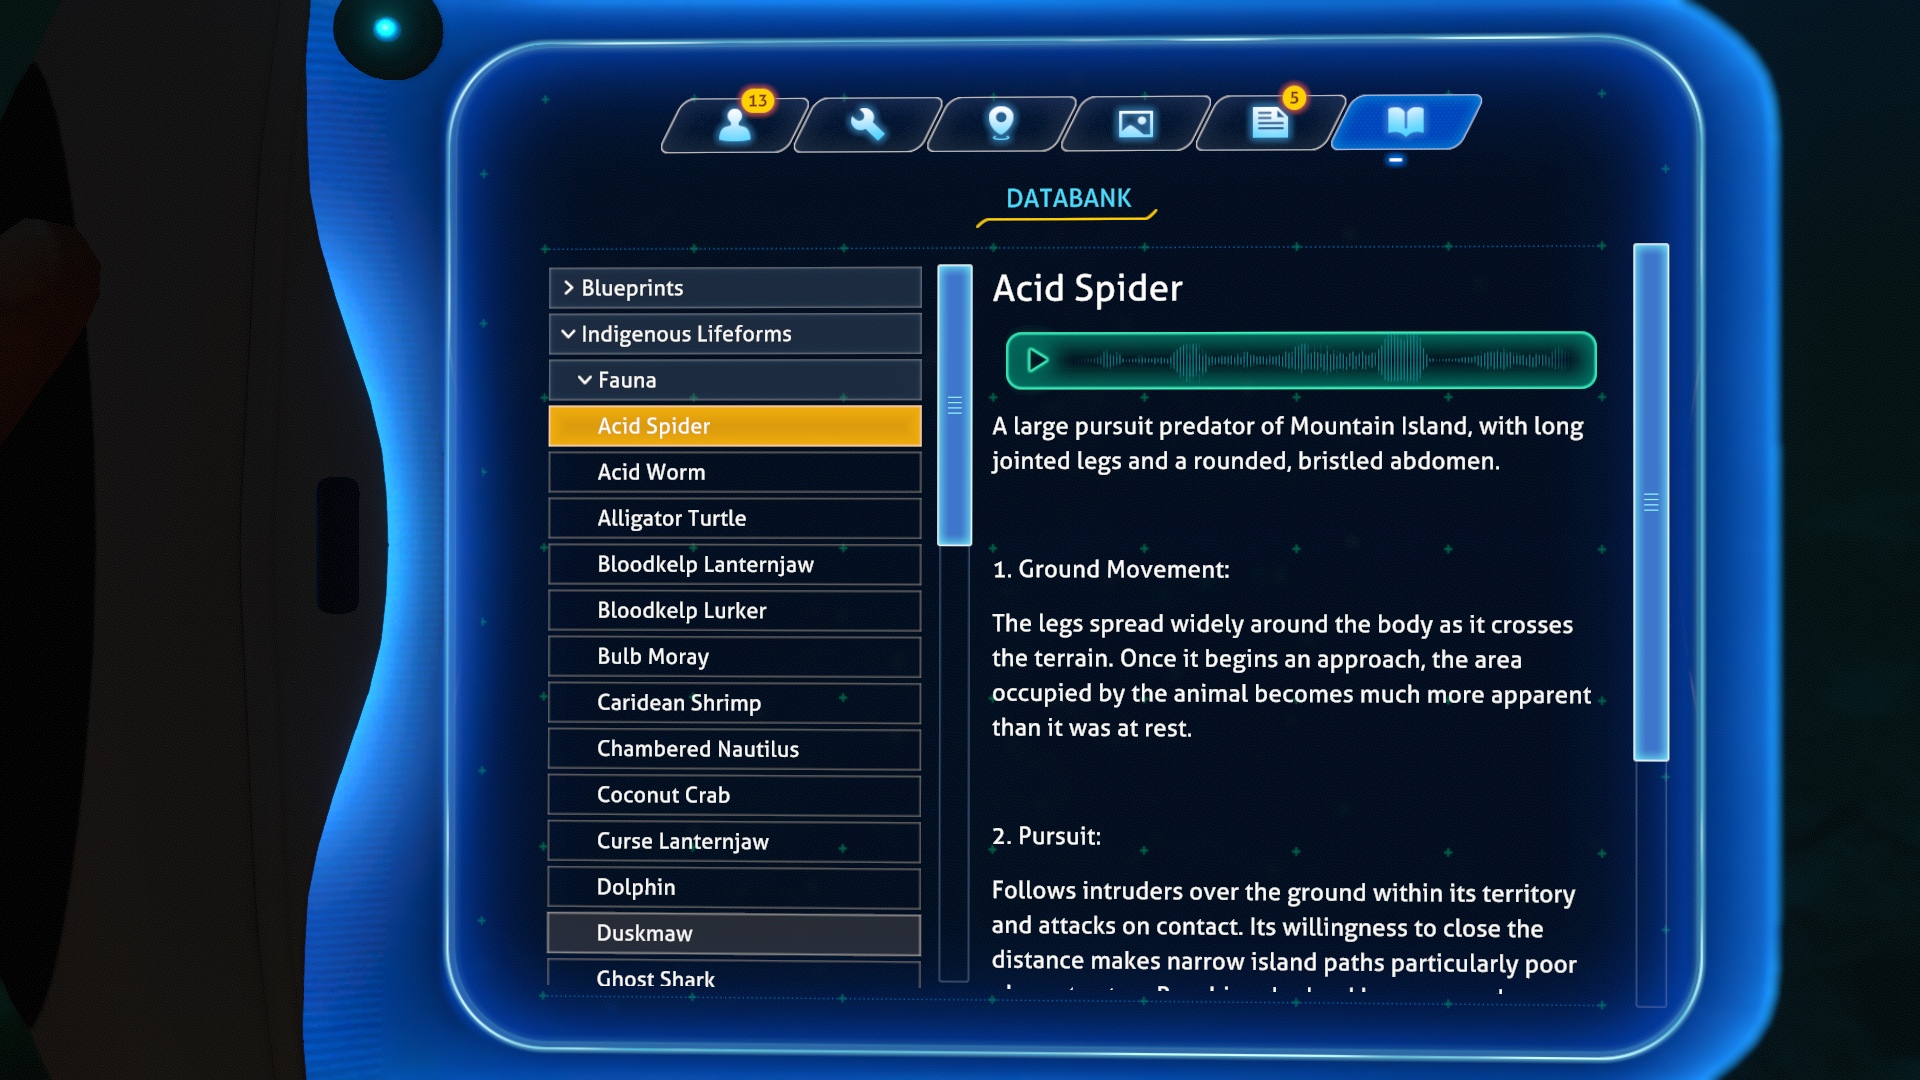 13
5
DATABANK
Blueprints
Indigenous Lifeforms
Fauna
Acid Spider
Acid Worm
Alligator Turtle
Bloodkelp Lanternjaw
Bloodkelp Lurker
Bulb Moray
Caridean Shrimp
Chambered Nautilus
Coconut Crab
Curse Lanternjaw
Dolphin
Duskmaw
Ghost Shark
Acid Spider
A large pursuit predator of Mountain Island, with long
jointed legs and a rounded, bristled abdomen.
1. Ground Movement:
The legs spread widely around the body as it crosses
the terrain. Once it begins an approach, the area
occupied by the animal becomes much more apparent
than it was at rest.
2. Pursuit:
Follows intruders over the ground within its territory
and attacks on contact. Its willingness to close the
distance makes narrow island paths particularly poor